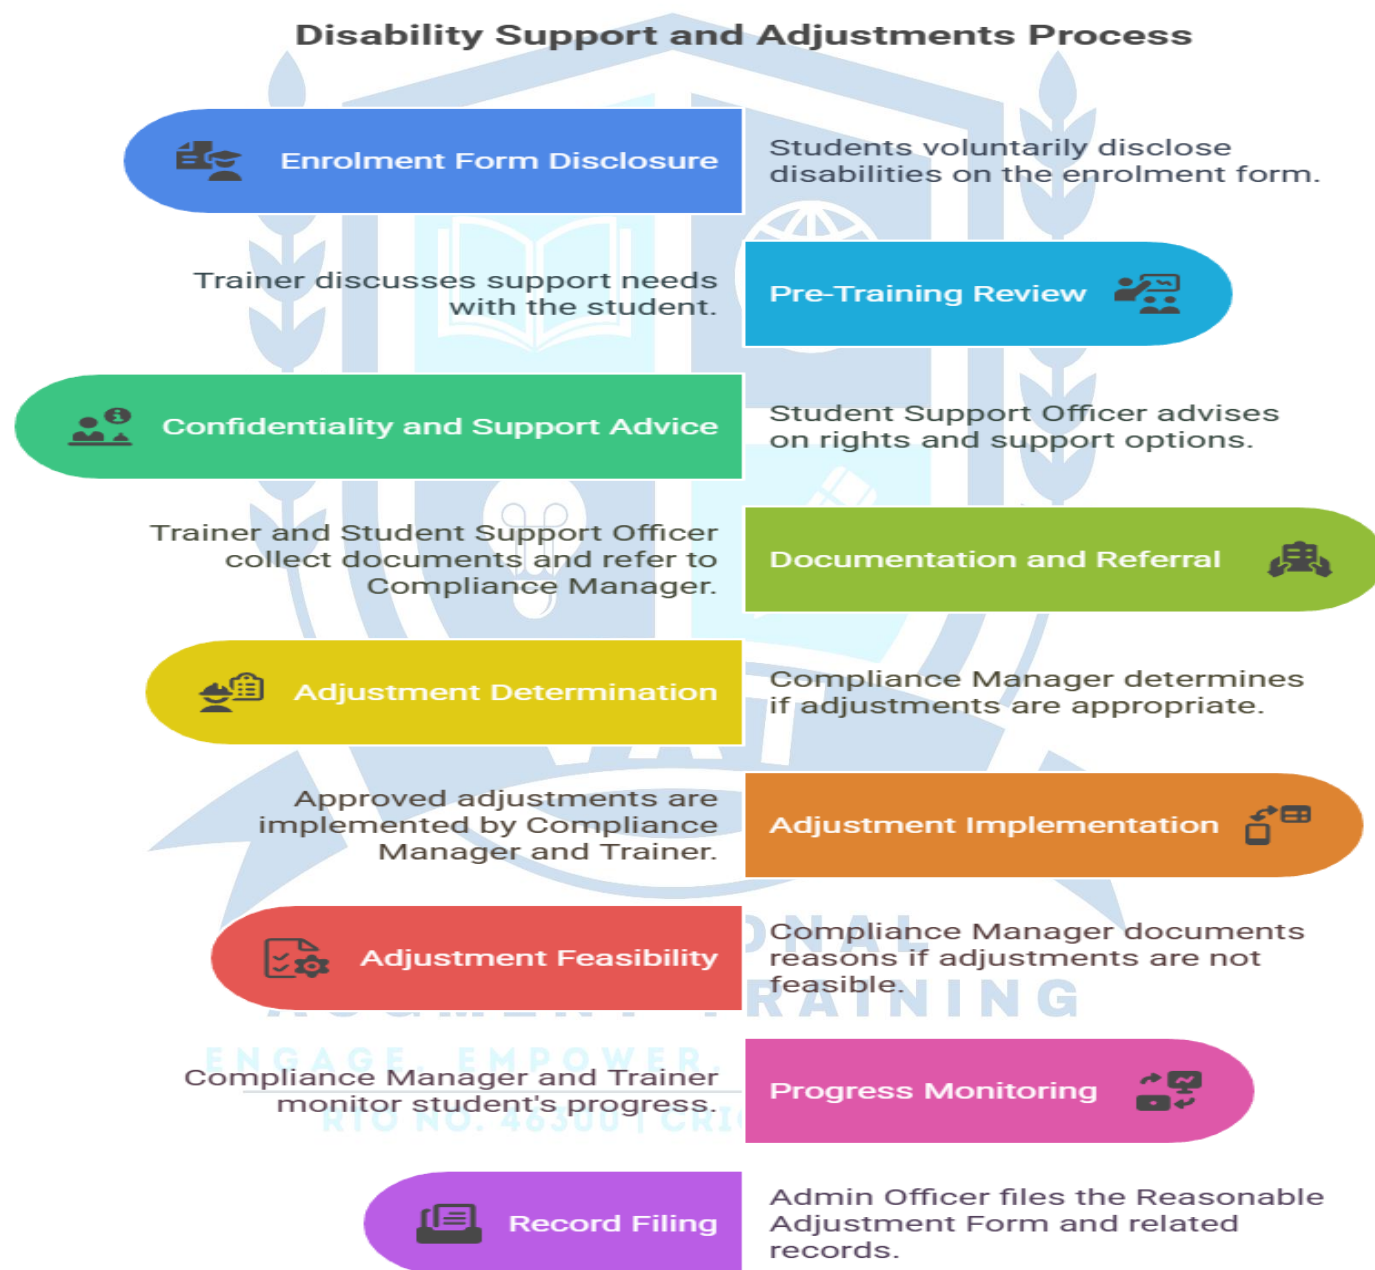 Disability Support and Adjustments Process
Enrolment Form Disclosure
Students voluntarily disclose
disabilities on the enrolment form.
Trainer discusses support needs
with the student.
Pre-Training Review
Confidentiality and Support Advice
Student Support Officer advises
on rights and support options.
Trainer and Student Support Officer
collect documents and refer to
Compliance Manager.
Documentation and Referral
Adjustment Determination
Compliance Manager determines
if adjustments are appropriate.
Approved adjustments are
implemented by Compliance
Manager and Trainer.
Adjustment Implementation
Adjustment Feasibility
Compliance Manager documents
reasons if adjustments are not
feasible.
TRAINING
ENGAGE. EMPOWER.
Compliance Manager and Trainer
monitor student's progress.
RTO NO. 46300 |
Progress Monitoring
Record Filing
Admin Officer files the Reasonable
Adjustment Form and related
records.